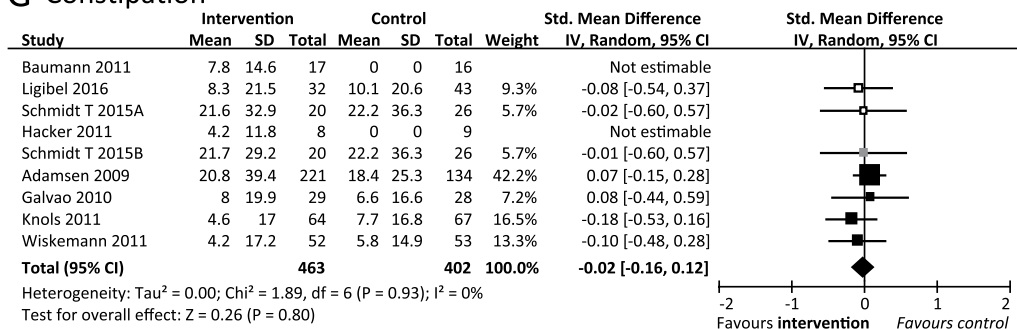 G Constipation
Intervention Control Std. Mean Difference Std. Mean Difference
Study Mean SD Total Mean SD Total Weight IV, Random, 95% CI IV, Random, 95% CI
Baumann 2011 7.8 14.6 17 0 0 16 Not estimable
Ligibel 2016 8.3 21.5 32 10.1 20.6 43 9.3% -0.08 [-0.54, 0.37]
Schmidt T 2015A 21.6 32.9 20 22.2 36.3 26 5.7% -0.02 [-0.60, 0.57]
Hacker 2011 4.2 11.8 8 0 0 9 Not estimable
Schmidt T 2015B 21.7 29.2 20 22.2 36.3 26 5.7% -0.01 [-0.60, 0.57]
Adamsen 2009 20.8 39.4 221 18.4 25.3 134 42.2% 0.07 [-0.15, 0.28]
Galvao 2010 8 19.9 29 6.6 16.6 28 7.2% 0.08 [-0.44, 0.59]
Knols 2011 4.6 17 64 7.7 16.8 67 16.5% -0.18 [-0.53, 0.16]
Wiskemann 2011 4.2 17.2 52 5.8 14.9 53 13.3% -0.10 [-0.48, 0.28]
Total (95% CI) 463 402 100.0% -0.02 [-0.16, 0.12]
Heterogeneity: Tau² = 0.00; Chi² = 1.89, df = 6 (P = 0.93); I² = 0%
Test for overall effect: Z = 0.26 (P = 0.80)
-2 -1 0 1 2
Favours intervention Favours control